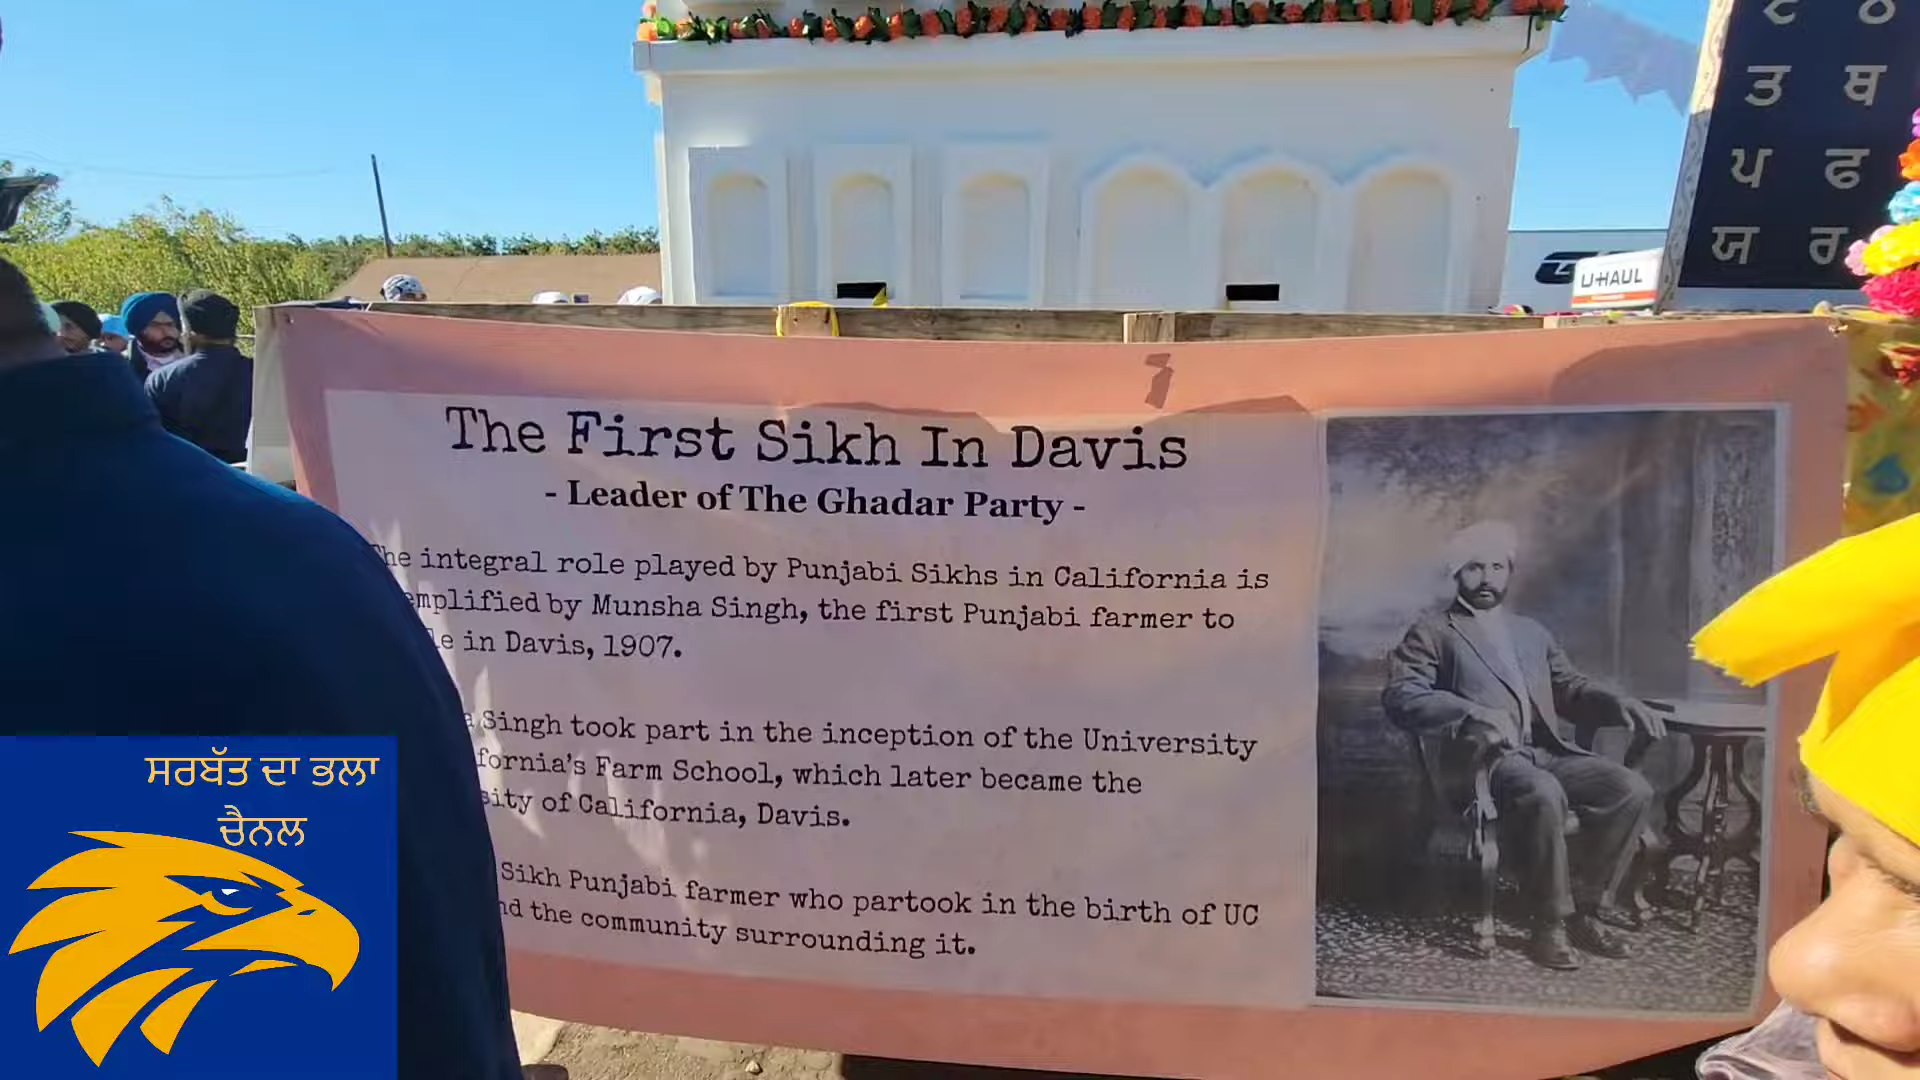 ਟ ਠ
ਤ ਥ
ਪ ਫ
ਯ ਰ
U-HAUL
The First Sikh In Davis
- Leader of The Ghadar Party -
integral role played by Punjabi Sikhs in California is
by Munsha Singh, the first Punjabi farmer to
in Davis, 1907.
Singh took part in the inception of the University
Farm School, which later became the
of California, Davis.
Sikh Punjabi farmer who partook in the birth of UC
the community surrounding it.
ਸਰਬੱਤ ਦਾ ਭਲਾ
ਚੈਨਲ